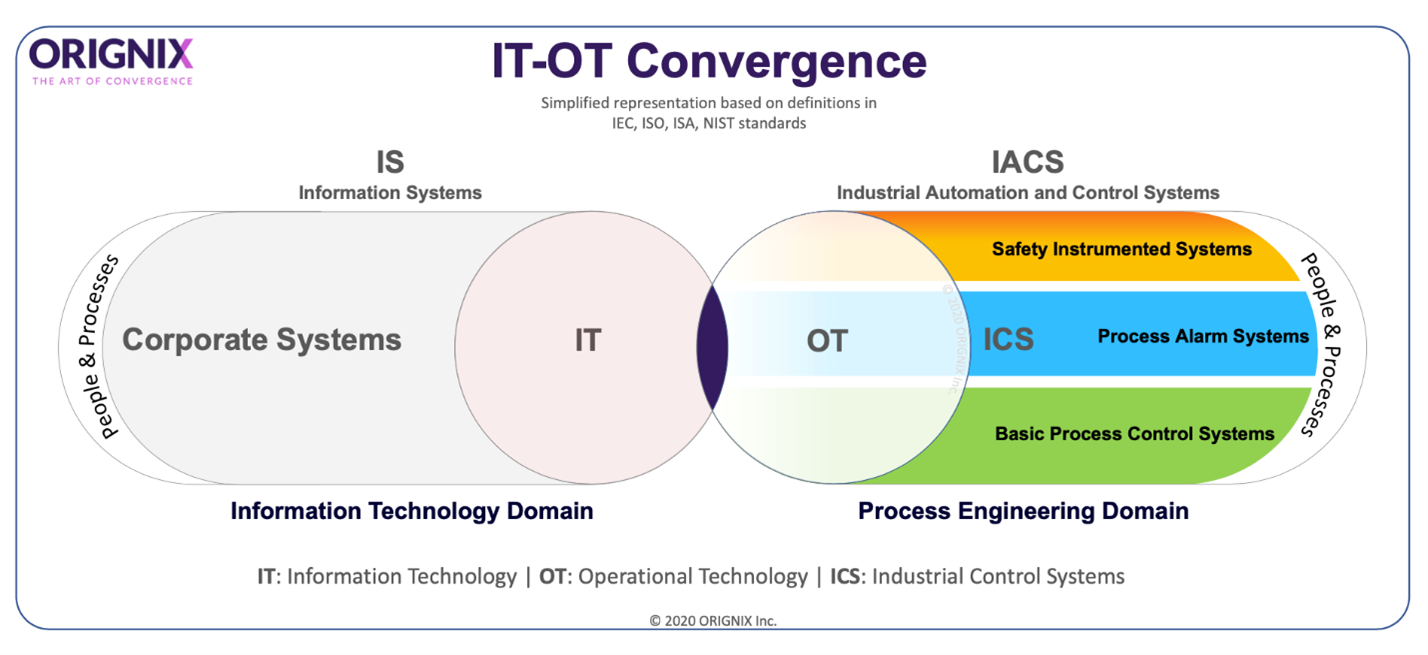 ORIGNIX
THE ART OF CONVERGENCE
IT-OT Convergence
Simplified representation based on definitions in
IEC, ISO, ISA, NIST standards
IS
Information Systems
IACS
Industrial Automation and Control Systems
People & Processes
Corporate Systems
IT
OT
© 2020 ORIGNIX Inc.
ICS
Safety Instrumented Systems
Process Alarm Systems
Basic Process Control Systems
People & Processes
Information Technology Domain
Process Engineering Domain
IT: Information Technology | OT: Operational Technology | ICS: Industrial Control Systems
© 2020 ORIGNIX Inc.